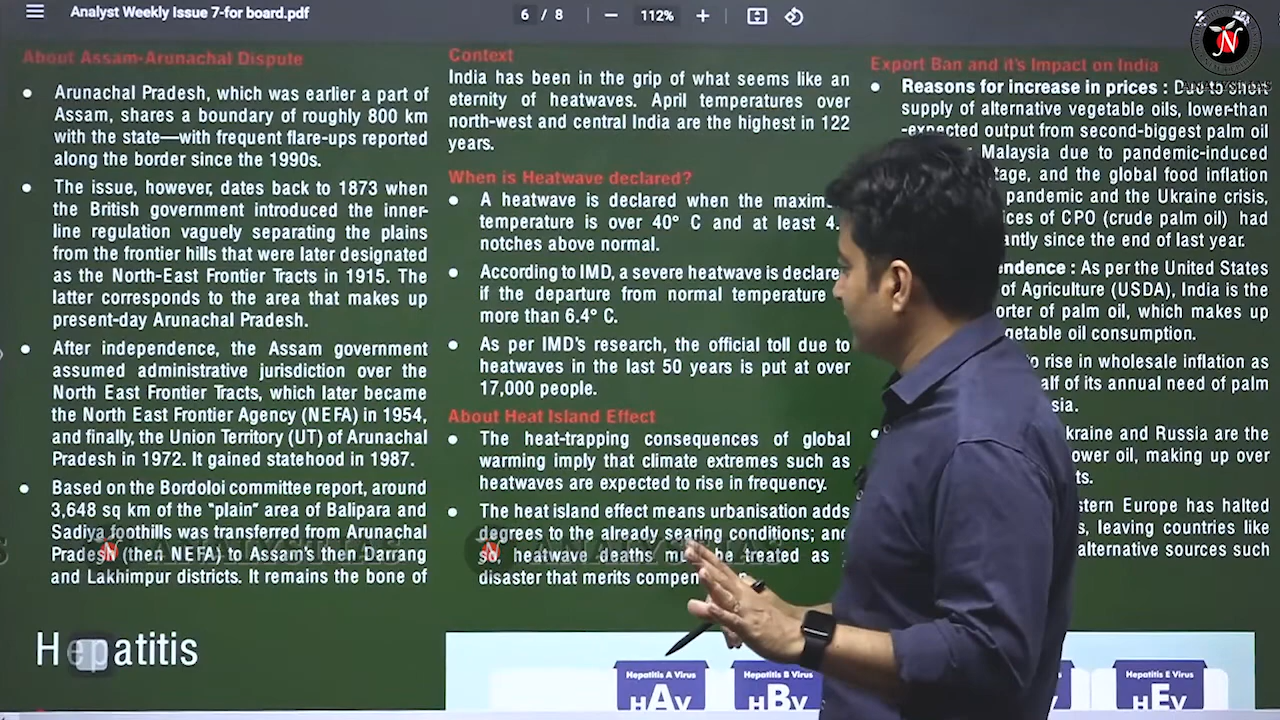 Analyst Weekly Issue 7-for board.pdf
6 / 8
112%
About Assam-Arunachal Dispute
Arunachal Pradesh, which was earlier a part of
Assam, shares a boundary of roughly 800 km
with the state—with frequent flare-ups reported
along the border since the 1990s.
The issue, however, dates back to 1873 when
the British government introduced the inner-
line regulation vaguely separating the plains
from the frontier hills that were later designated
as the North-East Frontier Tracts in 1915. The
latter corresponds to the area that makes up
present-day Arunachal Pradesh.
After independence, the Assam government
assumed administrative jurisdiction over the
North East Frontier Tracts, which later became
the North East Frontier Agency (NEFA) in 1954,
and finally, the Union Territory (UT) of Arunachal
Pradesh in 1972. It gained statehood in 1987.
Based on the Bordoloi committee report, around
3,648 sq km of the "plain" area of Balipara and
Sadiya foothills was transferred from Arunachal
Pradesh (then NEFA) to Assam's then Darrang
and Lakhimpur districts. It remains the bone of
Hepatitis
Context
India has been in the grip of what seems like an
eternity of heatwaves. April temperatures over
north-west and central India are the highest in 122
years.
When is Heatwave declared?
A heatwave is declared when the
temperature is over 40° C and at least
notches above normal.
According to IMD, a severe heatwave is
if the departure from normal temperature
more than 6.4° C.
As per IMD's research, the official toll due to
heatwaves in the last 50 years is put at over
17,000 people.
About Heat Island Effect
The heat-trapping consequences of global
warming imply that climate extremes such as
heatwaves are expected to rise in frequency.
The heat island effect means urbanisation adds
degrees to the already searing conditions; and
so, heatwave deaths be treated as
disaster that merits
Export Ban and it's Impact on India
Reasons for increase in prices : Due to short
supply of alternative vegetable oils, lower-than
-expected output from second-biggest palm oil
Malaysia due to pandemic-induced
and the global food inflation
pandemic and the Ukraine crisis,
of CPO (crude palm oil) had
since the end of last year.
: As per the United States
of Agriculture (USDA), India is the
of palm oil, which makes up
oil consumption.
rise in wholesale inflation as
of its annual need of palm
and Russia are the
oil, making up over
Europe has halted
leaving countries like
alternative sources such
Hepatitis A Virus
HAV
Hepatitis B Virus
HBV
Hepatitis E Virus
HEV